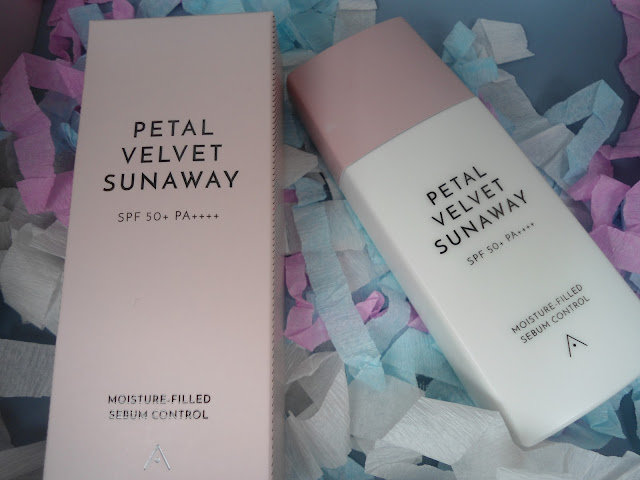 PETAL
VELVET
SUNAWAY
SPF 50+ PA++++
MOISTURE-FILLED
SEBUM CONTROL
PETAL
VELVET
SUNAWAY
SPF 50+ PA++++
MOISTURE-FILLED
SEBUM CONTROL